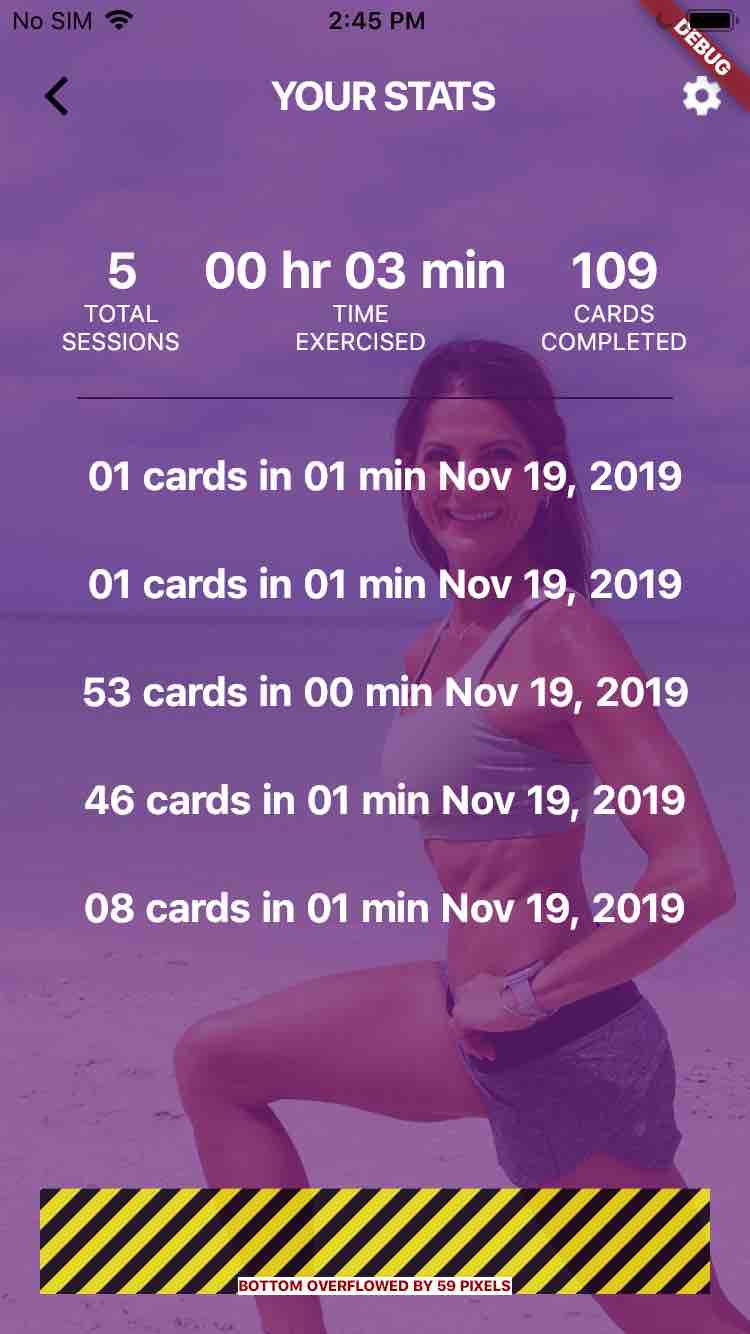 No SIM 2:45 PM
DEBUG
YOUR STATS
5 00 hr 03 min 109
TOTAL SESSIONS TIME EXERCISED CARDS COMPLETED
01 cards in 01 min Nov 19, 2019
01 cards in 01 min Nov 19, 2019
53 cards in 00 min Nov 19, 2019
46 cards in 01 min Nov 19, 2019
08 cards in 01 min Nov 19, 2019
BOTTOM OVERFLOWED BY 59 PIXELS